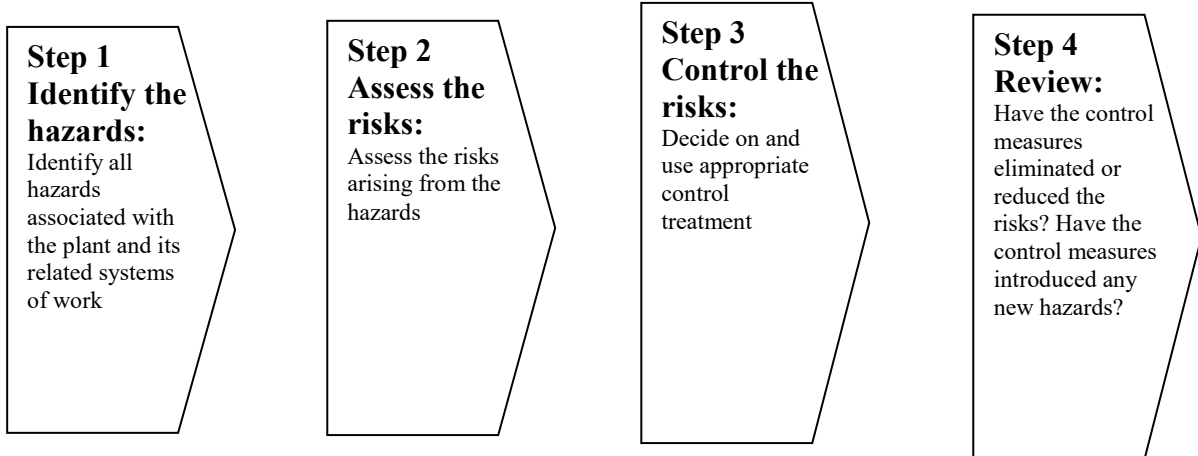 Step 1
Identify the
hazards:
Identify all
hazards
associated with
the plant and its
related systems
of work
Step 2
Assess the
risks:
Assess the risks
arising from the
hazards
Step 3
Control the
risks:
Decide on and
use appropriate
control
treatment
Step 4
Review:
Have the control
measures
eliminated or
reduced the
risks? Have the
control measures
introduced any
new hazards?